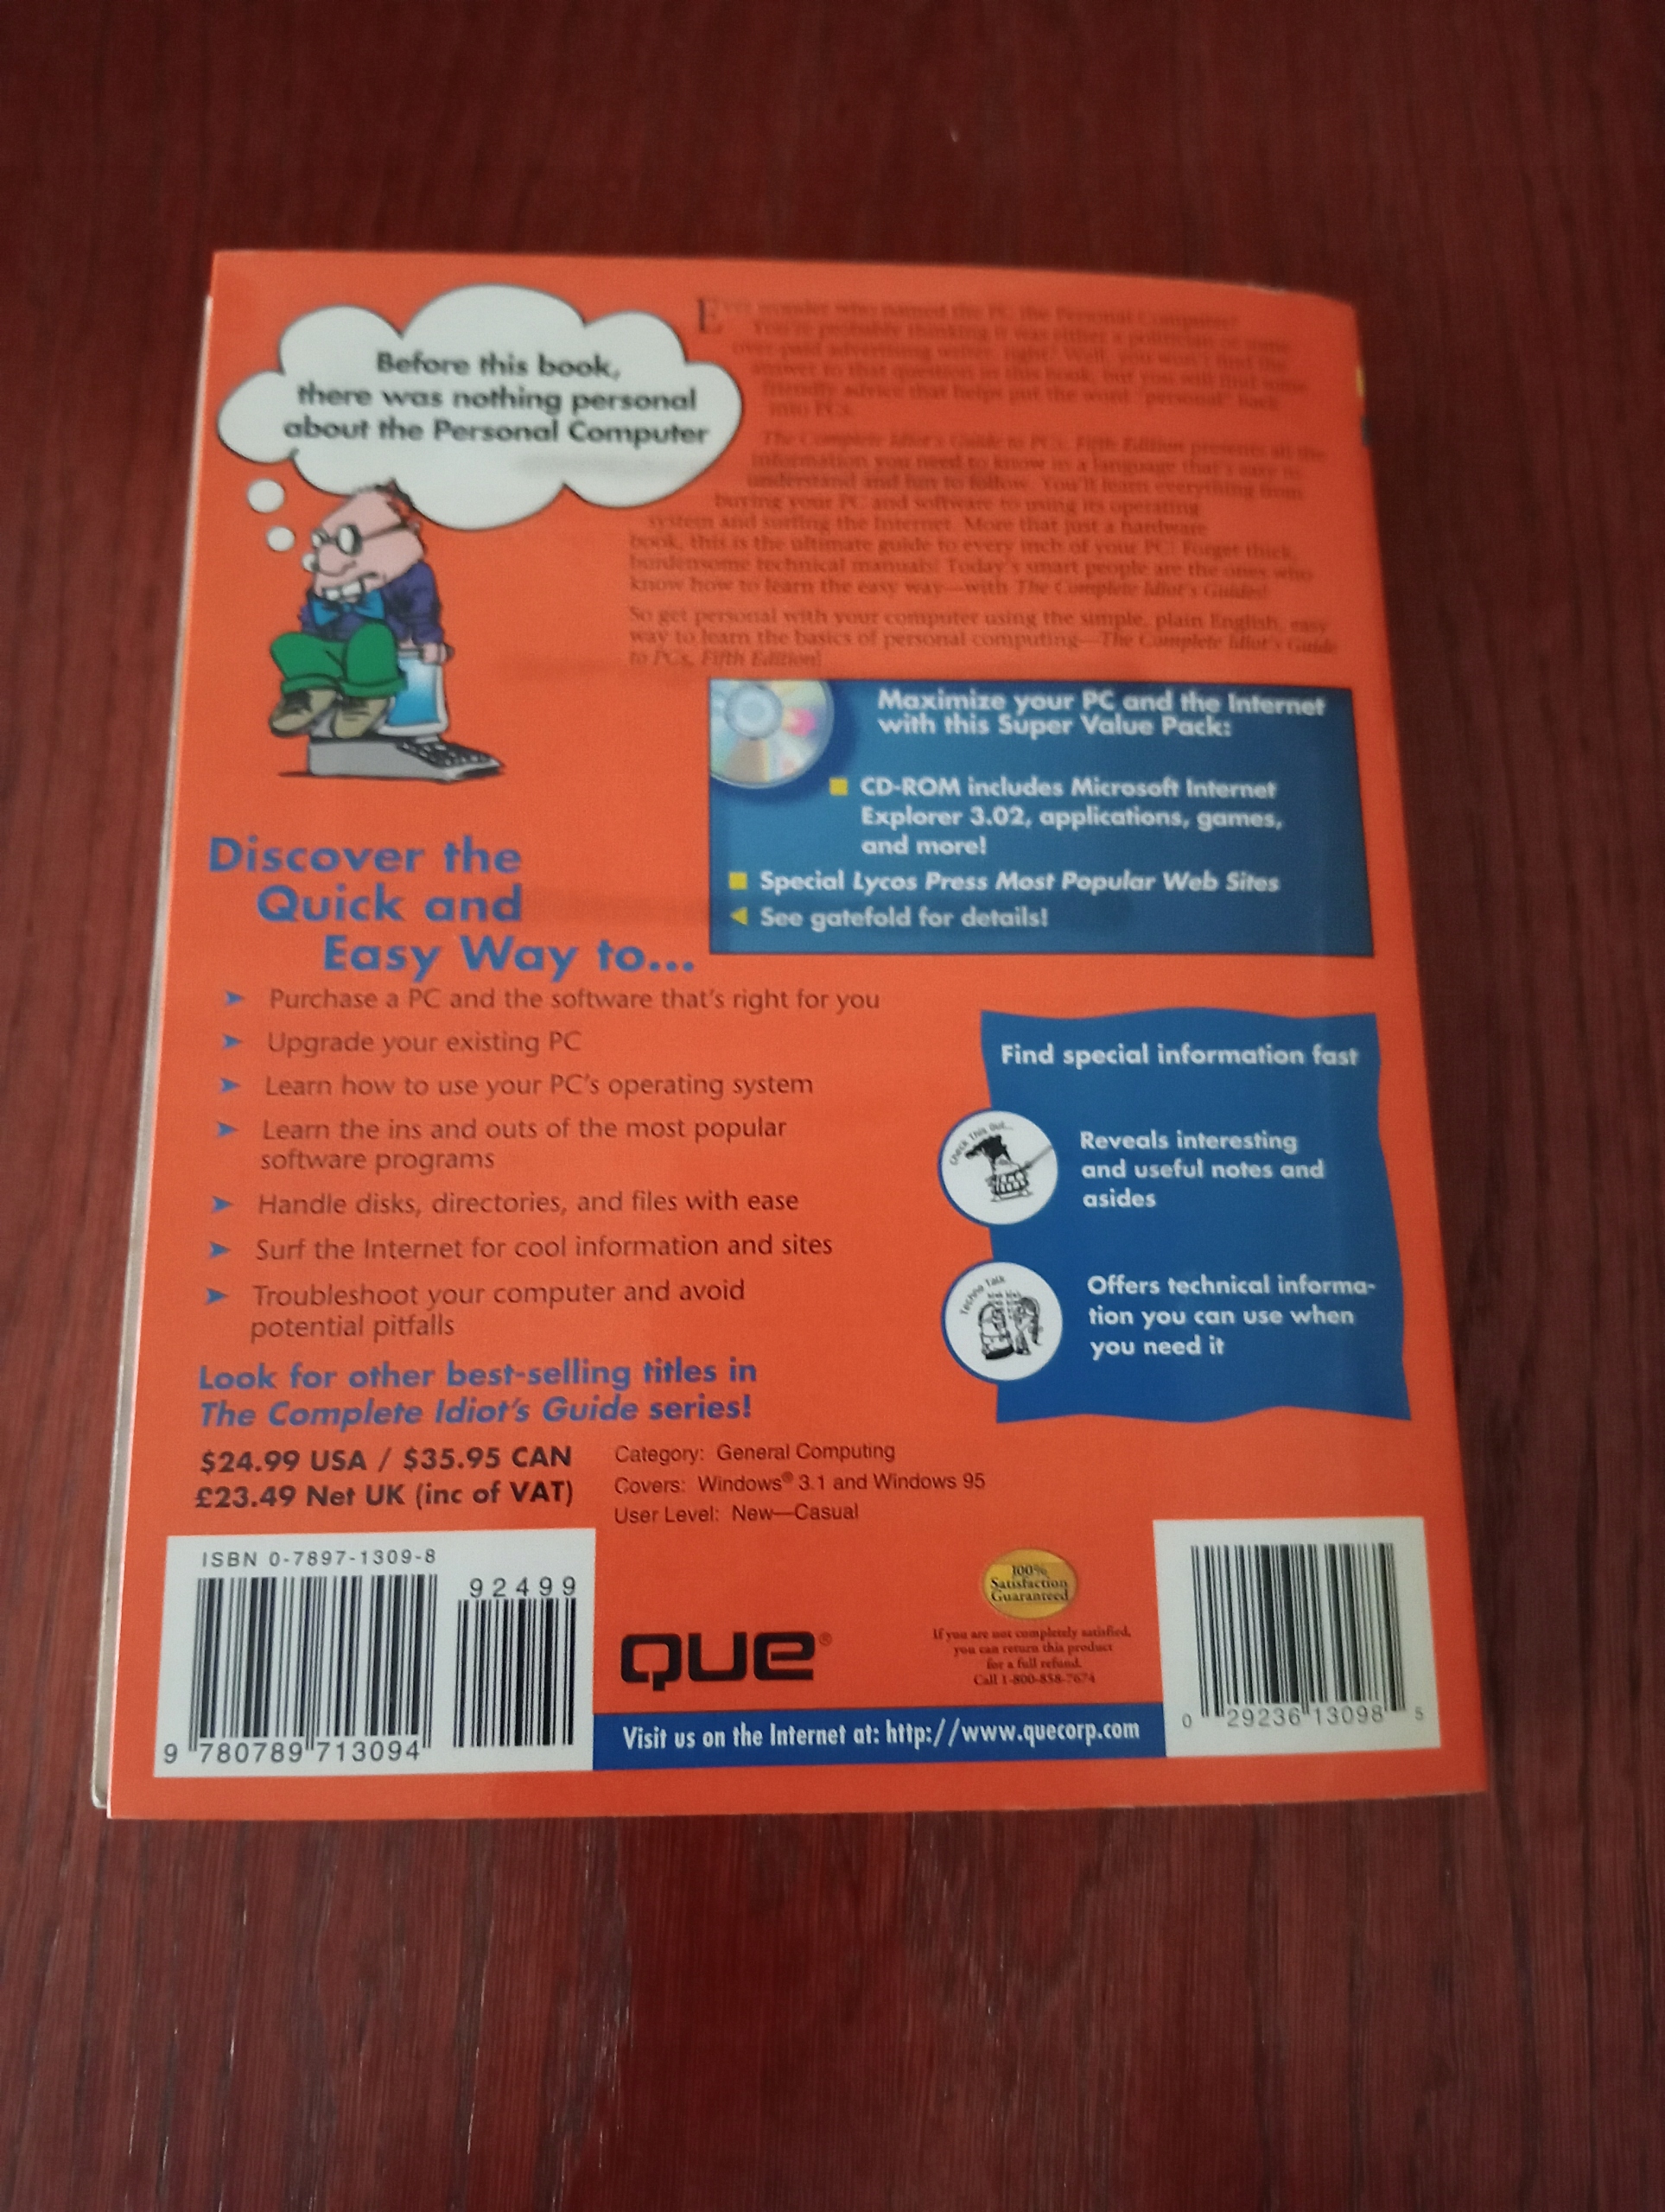 Before this book,
there was nothing personal
about the Personal Computer
Ever wonder who named the PC the Personal Computer?
You're probably thinking it was either a politician or some
over-paid advertising writer, right? Well, you won't find the
answer to that question in this book, but you will find some
friendly advice that helps put the word "personal" back
into PCs.
The Complete Idiot's Guide to PCs, Fifth Edition presents all the
information you need to know in a language that's easy to
understand and fun to follow. You'll learn everything from
buying your PC and software to using its operating
system and surfing the Internet. More that just a hardware
book, this is the ultimate guide to every inch of your PC! Forget thick,
burdensome technical manuals! Today's smart people are the ones who
know how to learn the easy way—with The Complete Idiot's Guides!
So get personal with your computer using the simple, plain English, easy
way to learn the basics of personal computing—The Complete Idiot's Guide
to PCs, Fifth Edition!
Maximize your PC and the Internet
with this Super Value Pack:
CD-ROM includes Microsoft Internet
Explorer 3.02, applications, games,
and more!
Special Lycos Press Most Popular Web Sites
See gatefold for details!
Discover the
Quick and
Easy Way to...
Purchase a PC and the software that's right for you
Upgrade your existing PC
Learn how to use your PC's operating system
Learn the ins and outs of the most popular
software programs
Handle disks, directories, and files with ease
Surf the Internet for cool information and sites
Troubleshoot your computer and avoid
potential pitfalls
Find special information fast
Check This Out...
Reveals interesting
and useful notes and
asides
Techno Talk
Offers technical informa-
tion you can use when
you need it
Look for other best-selling titles in
The Complete Idiot's Guide series!
$24.99 USA / $35.95 CAN
£23.49 Net UK (inc of VAT)
Category: General Computing
Covers: Windows® 3.1 and Windows 95
User Level: New—Casual
ISBN 0-7897-1309-8
92499
9 780789 713094
que®
100%
Satisfaction
Guaranteed
If you are not completely satisfied,
you can return this product
for a full refund.
Call 1-800-858-7674
Visit us on the Internet at: http://www.quecorp.com
0 29236 13098 5